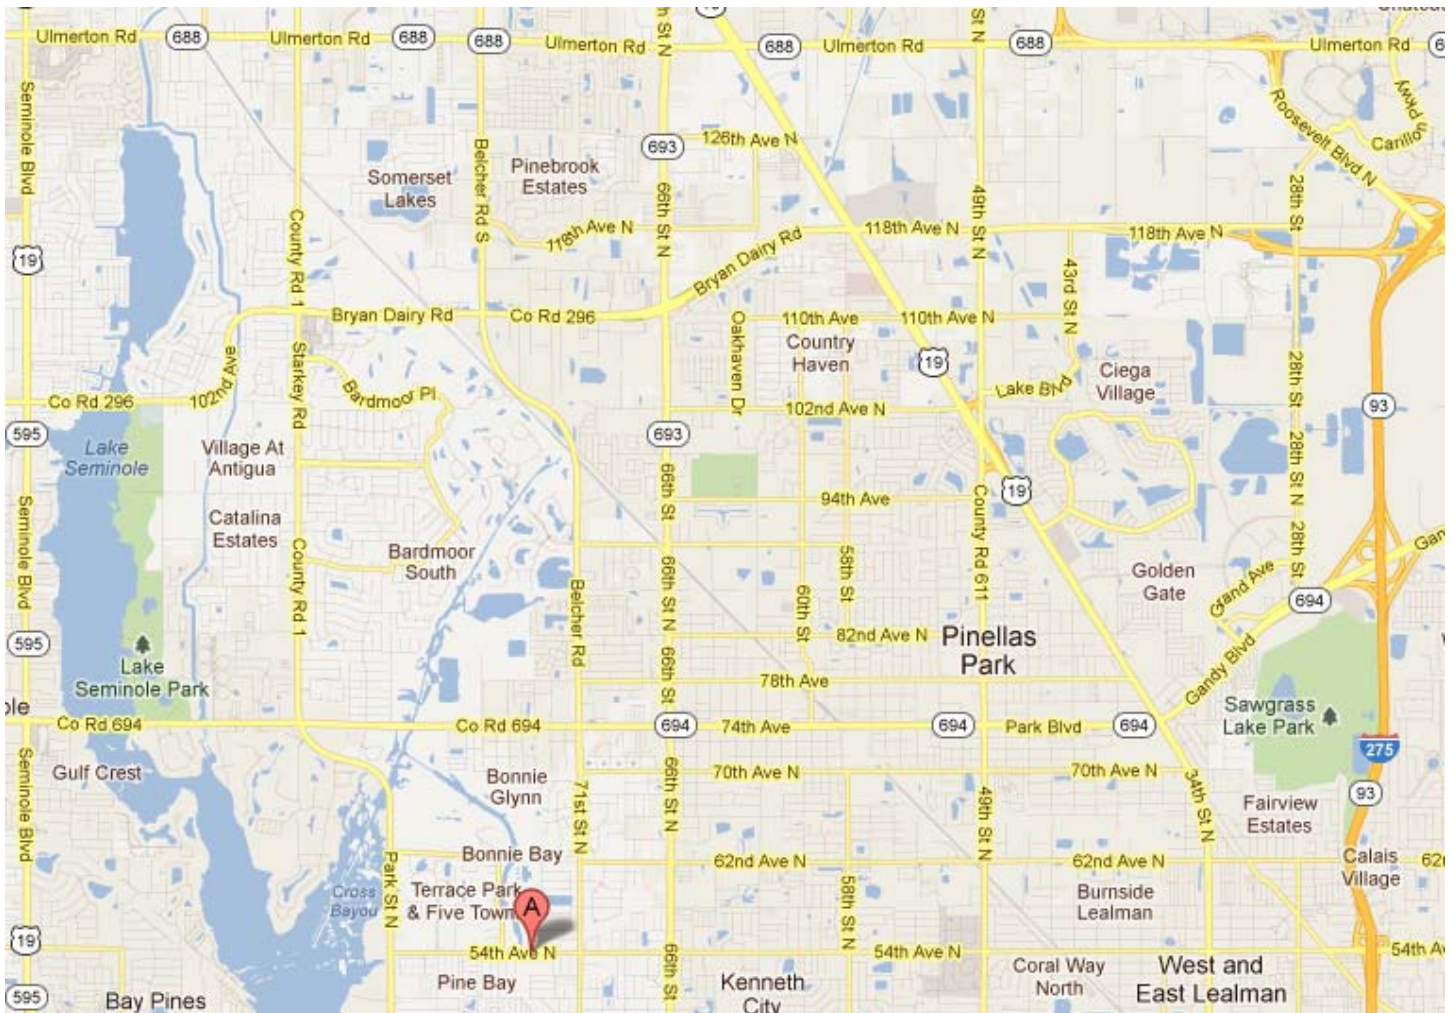 Ulmerton Rd
688
Ulmerton Rd
688
688
Ulmerton Rd
688
Ulmerton Rd
688
Ulmerton Rd
Seminole Blvd
County Rd 1
Belcher Rd S
693
126th Ave N
Roosevelt Blvd N
Carillon Pkwy
Somerset
Lakes
Pinebrook
Estates
66th St N
49th St N
28th St
118th Ave N
118th Ave N
118th Ave N
19
Bryan Dairy Rd
43rd St N
Bryan Dairy Rd
Co Rd 296
Oakhaven Dr
110th Ave
110th Ave N
Country
Haven
19
Starkey Rd
102nd Ave
Bardmoor Pl
Lake Blvd
Ciega
Village
28th St
Co Rd 296
102nd Ave N
93
595
693
Lake
Seminole
Village At
Antigua
28th St N
66th St
94th Ave
19
Seminole Blvd
Catalina
Estates
County Rd 611
28th St
Bardmoor
South
County Rd 1
Belcher Rd
66th St N
58th St
60th St
Golden
Gate
Grand Ave
694
595
82nd Ave N
Pinellas
Park
Gandy Blvd
Lake
Seminole Park
66th St
78th Ave
Sawgrass
Lake Park
Co Rd 694
Co Rd 694
694
74th Ave
694
Park Blvd
694
275
Seminole Blvd
Gulf Crest
Bonnie
Glynn
71st St N
66th St N
70th Ave N
49th St N
70th Ave N
34th St N
93
Fairview
Estates
Bonnie Bay
62nd Ave N
62nd Ave N
Calais
Village
Park St N
Cross
Bayou
Terrace Park
& Five Town
A
58th St N
Burnside
Lealman
19
54th Ave N
66th St
54th Ave N
54th Av
Pine Bay
Kenneth
City
Coral Way
North
West and
East Lealman
595
Bay Pines